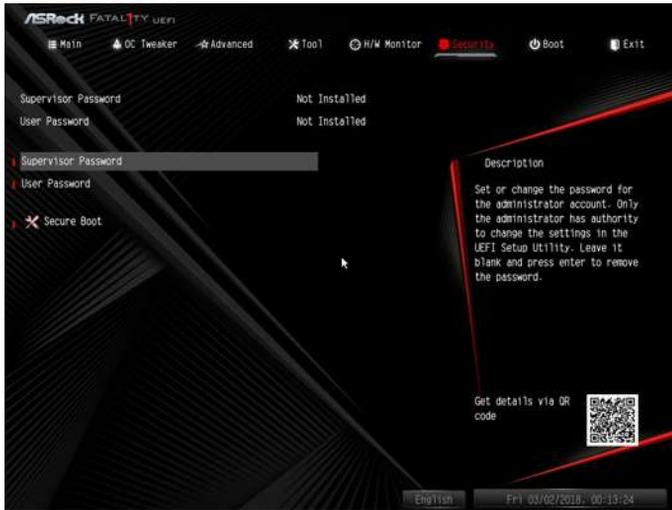 ASRock FATAL1TY UEFI
Main OC Tweaker Advanced Tool H/W Monitor Security Boot Exit
Supervisor Password Not Installed
User Password Not Installed
Supervisor Password
User Password
Secure Boot
Description
Set or change the password for
the administrator account. Only
the administrator has authority
to change the settings in the
UEFI Setup Utility. Leave it
blank and press enter to remove
the password.
Get details via QR
code
English Fri 03/02/2018, 00:13:24